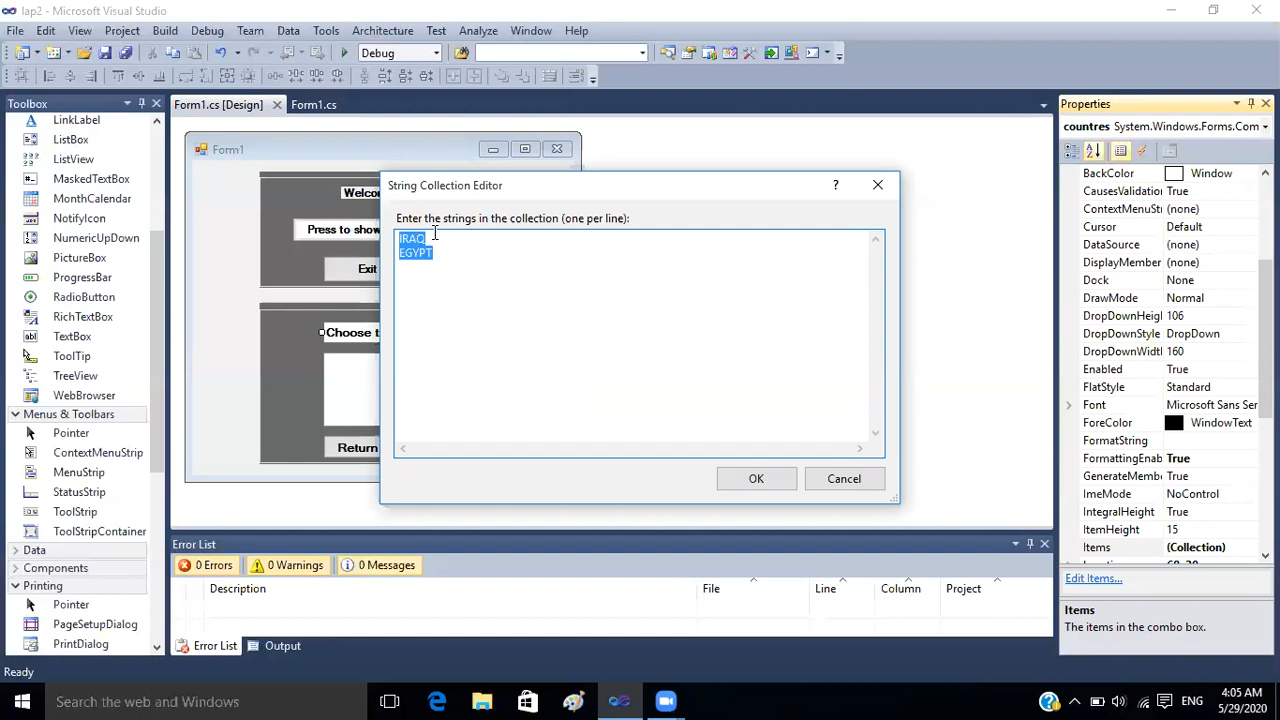 lap2 - Microsoft Visual Studio
File Edit View Project Build Debug Team Data Tools Architecture Test Analyze Window Help
Debug
Toolbox
Form1.cs [Design] Form1.cs
Properties
LinkLabel
ListBox
ListView
MaskedTextBox
MonthCalendar
NotifyIcon
NumericUpDown
PictureBox
ProgressBar
RadioButton
RichTextBox
TextBox
ToolTip
TreeView
WebBrowser
Menus & Toolbars
Pointer
ContextMenuStrip
MenuStrip
StatusStrip
ToolStrip
ToolStripContainer
Data
Components
Printing
Pointer
PageSetupDialog
PrintDialog
Form1
Press to show
Exit
Choose
Return
String Collection Editor
Enter the strings in the collection (one per line):
IRAQ
EGYPT
OK Cancel
countres System.Windows.Forms.Com
BackColor Window
CausesValidation True
ContextMenuSt (none)
Cursor Default
DataSource (none)
DisplayMember (none)
Dock None
DrawMode Normal
DropDownHeig 106
DropDownStyle DropDown
DropDownWidt 160
Enabled True
FlatStyle Standard
Font Microsoft Sans Ser
ForeColor WindowText
FormatString
FormattingEnab True
GenerateMemb True
ImeMode NoControl
IntegralHeight True
ItemHeight 15
Items (Collection)
Edit Items...
Items
The items in the combo box.
Error List
0 Errors 0 Warnings 0 Messages
Description File Line Column Project
Error List Output
Ready
Search the web and Windows
ENG
4:05 AM
5/29/2020